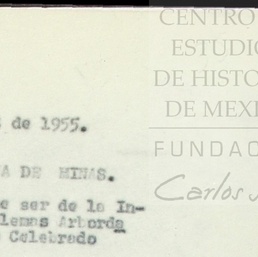 CENTRO
ESTUDIO
DE HISTO
DE MEXI
FUNDAC
Carlos
de 1955.
A DE MINAS.
e ser de la In-
lemas Arborda
Celebrado